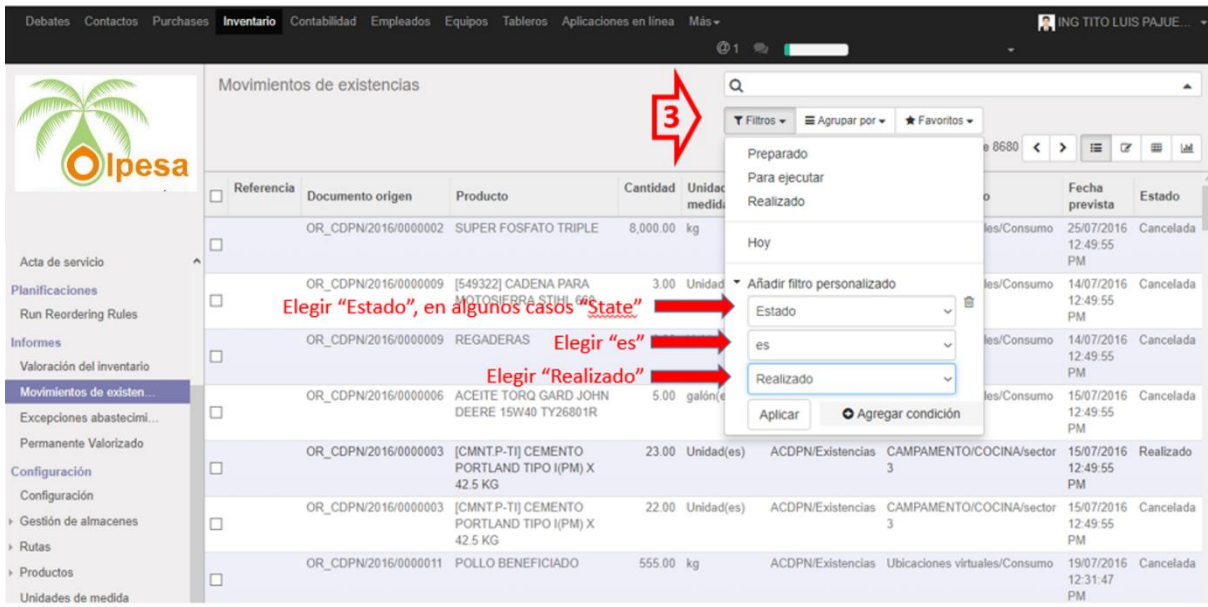 Debates Contactos Purchases Inventario Contabilidad Empleados Equipos Tableros Aplicaciones en línea Más
ING TITO LUIS PAJUE...
@1
Olpesa
Movimientos de existencias
3
Filtros Agrupar por Favoritos
8680
Preparado
Para ejecutar
Realizado
Hoy
Añadir filtro personalizado
Elegir “Estado”, en algunos casos “State”
Estado
Elegir “es”
es
Elegir “Realizado”
Realizado
Aplicar Agregar condición
Acta de servicio
Planificaciones
Run Reordering Rules
Informes
Valoración del inventario
Movimientos de existen...
Excepciones abastecimi...
Permanente Valorizado
Configuración
Configuración
Gestión de almacenes
Rutas
Productos
Unidades de medida
Referencia Documento origen Producto Cantidad Unidad Fecha Estado
prevista
OR_CDPN/2016/0000002 SUPER FOSFATO TRIPLE 8,000.00 kg les/Consumo 25/07/2016 Cancelada
12:49:55
PM
OR_CDPN/2016/0000009 [549322] CADENA PARA 3.00 Unidad les/Consumo 14/07/2016 Cancelada
MOTOSIERRA STIHL 12:49:55
PM
OR_CDPN/2016/0000009 REGADERAS les/Consumo 14/07/2016 Cancelada
12:49:55
PM
OR_CDPN/2016/0000006 ACEITE TORQ GARD JOHN 5.00 galón(e les/Consumo 15/07/2016 Cancelada
DEERE 15W40 TY26801R 12:49:55
PM
OR_CDPN/2016/0000003 [CMNT.P-TI] CEMENTO 23.00 Unidad(es) ACDPN/Existencias CAMPAMENTO/COCINA/sector 15/07/2016 Realizado
PORTLAND TIPO I(PM) X 3 12:49:55
42.5 KG PM
OR_CDPN/2016/0000003 [CMNT.P-TI] CEMENTO 22.00 Unidad(es) ACDPN/Existencias CAMPAMENTO/COCINA/sector 15/07/2016 Cancelada
PORTLAND TIPO I(PM) X 3 12:49:55
42.5 KG PM
OR_CDPN/2016/0000011 POLLO BENEFICIADO 555.00 kg ACDPN/Existencias Ubicaciones virtuales/Consumo 19/07/2016 Cancelada
12:31:47
PM